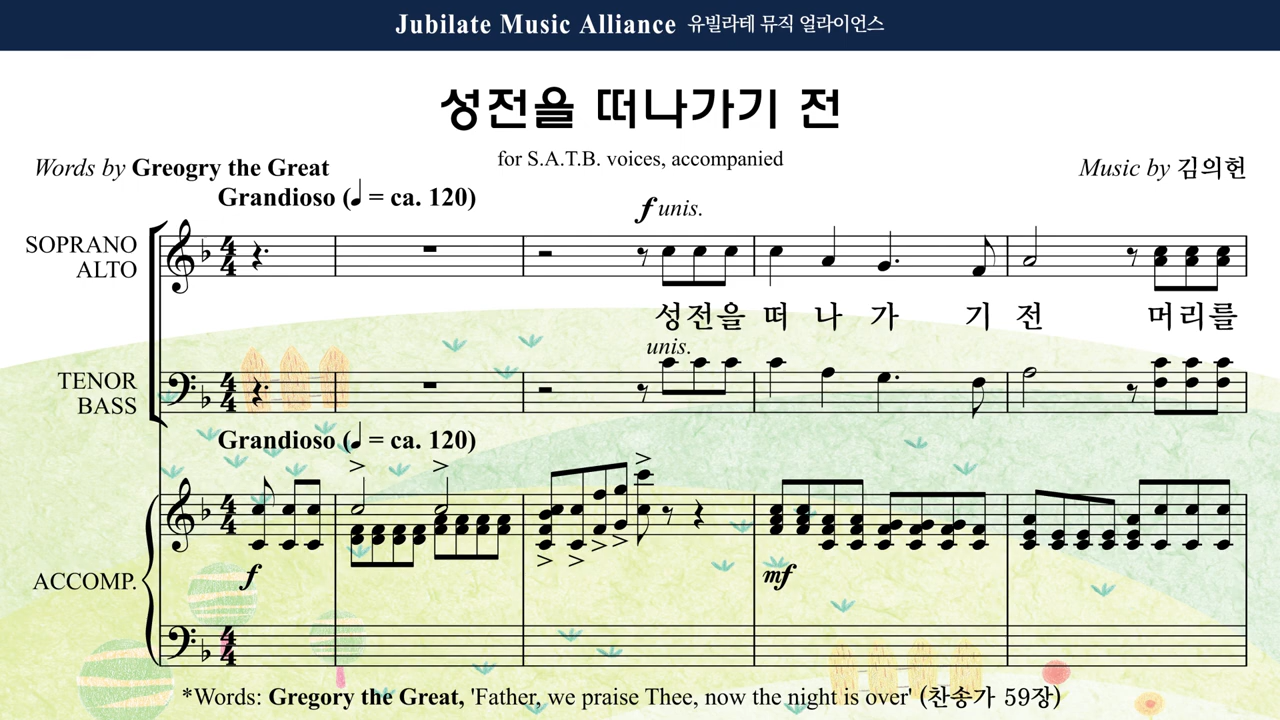 Jubilate Music Alliance 유빌라테 뮤직 얼라이언스
성전을 떠나가기 전
for S.A.T.B. voices, accompanied
Words by Greogry the Great
Music by 김의헌
Grandioso (♩ = ca. 120)
f unis.
SOPRANO
ALTO
성전을 떠 나 가 기 전 머리를
unis.
TENOR
BASS
Grandioso (♩ = ca. 120)
f
mf
ACCOMP.
*Words: Gregory the Great, 'Father, we praise Thee, now the night is over' (찬송가 59장)